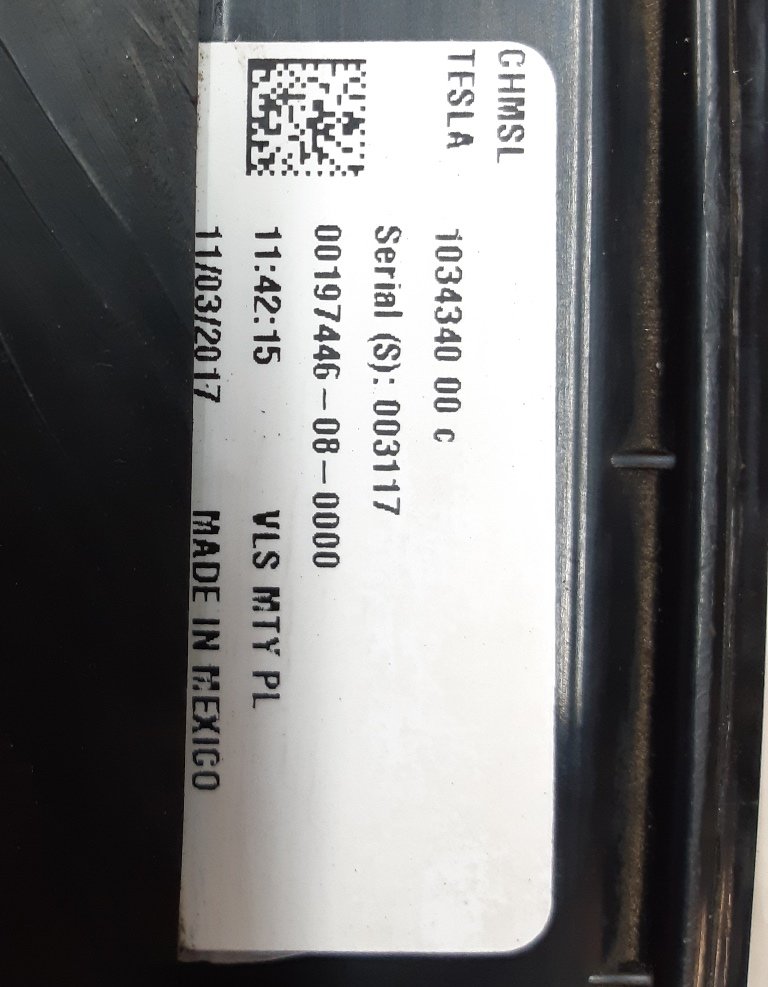 CHMSL
TESLA
1034340 00 c
Serial (S): 003117
00197446-08-0000
11:42:15 VLS MTY PL
11/03/2017 MADE IN MEXICO